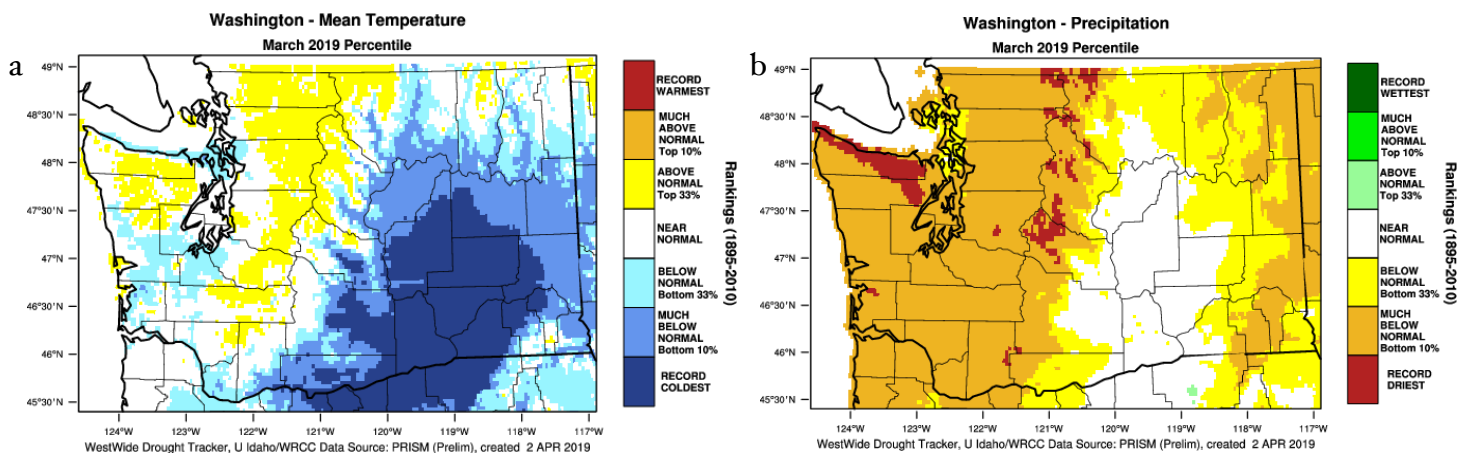 a
Washington - Mean Temperature
March 2019 Percentile
49°N
48°30'N
48°N
47°30'N
47°N
46°30'N
46°N
45°30'N
124°W 123°W 122°W 121°W 120°W 119°W 118°W 117°W
RECORD
WARMEST
MUCH
ABOVE
NORMAL
Top 10%
ABOVE
NORMAL
Top 33%
NEAR
NORMAL
BELOW
NORMAL
Bottom 33%
MUCH
BELOW
NORMAL
Bottom 10%
RECORD
COLDEST
Rankings (1895-2010)
WestWide Drought Tracker, U Idaho/WRCC Data Source: PRISM (Prelim), created 2 APR 2019
b
Washington - Precipitation
March 2019 Percentile
49°N
48°30'N
48°N
47°30'N
47°N
46°30'N
46°N
45°30'N
124°W 123°W 122°W 121°W 120°W 119°W 118°W 117°W
RECORD
WETTEST
MUCH
ABOVE
NORMAL
Top 10%
ABOVE
NORMAL
Top 33%
NEAR
NORMAL
BELOW
NORMAL
Bottom 33%
MUCH
BELOW
NORMAL
Bottom 10%
RECORD
DRIEST
Rankings (1895-2010)
WestWide Drought Tracker, U Idaho/WRCC Data Source: PRISM (Prelim), created 2 APR 2019